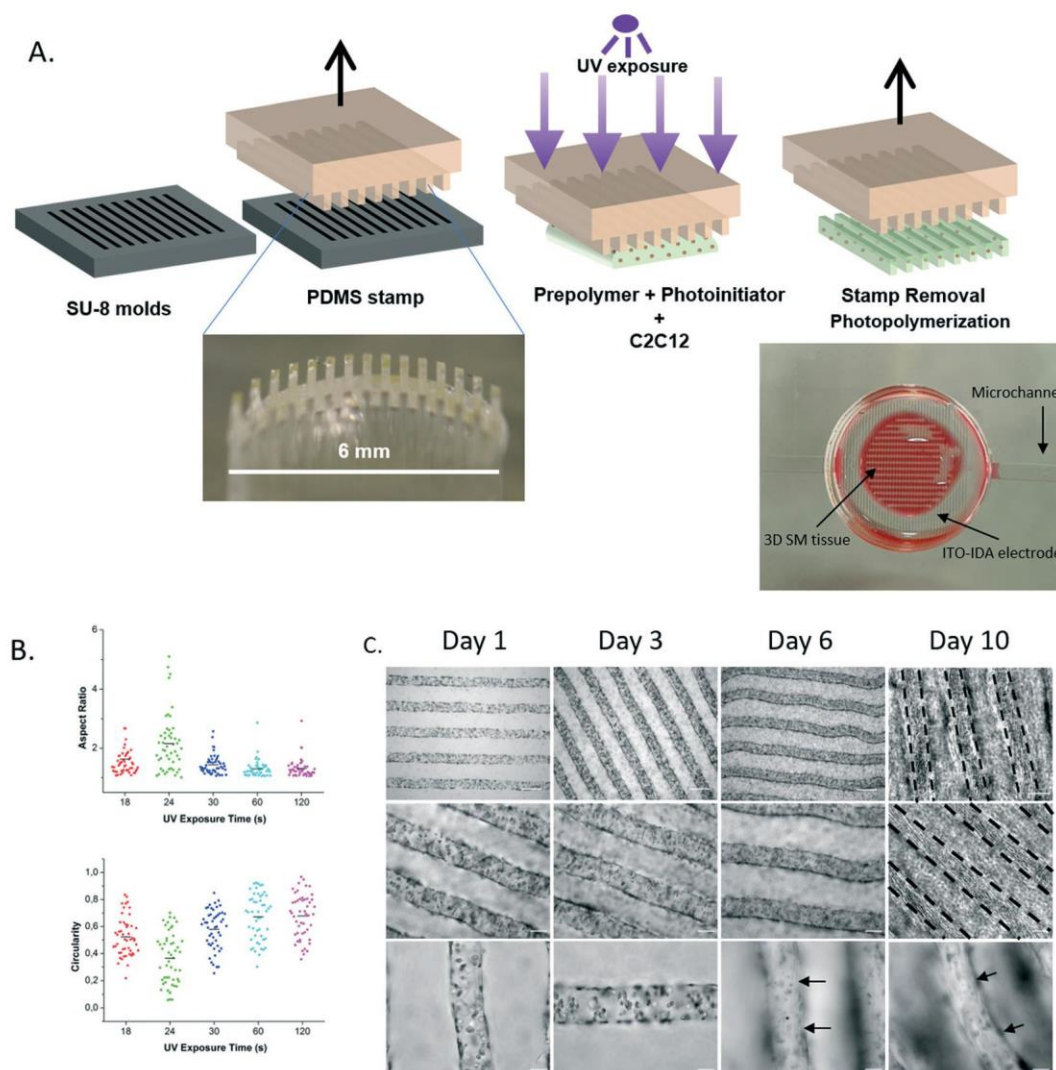 A.
UV exposure
SU-8 molds
PDMS stamp
Prepolymer + Photoinitiator
+
C2C12
Stamp Removal
Photopolymerization
6 mm
Microchanne
3D SM tissue
ITO-IDA electrode
B.
6
4
2
Aspect Ratio
18 24 30 60 120
UV Exposure Time (s)
1,0
0,8
0,6
0,4
0,2
0,0
Circularity
18 24 30 60 120
UV Exposure Time (s)
C.
Day 1 Day 3 Day 6 Day 10